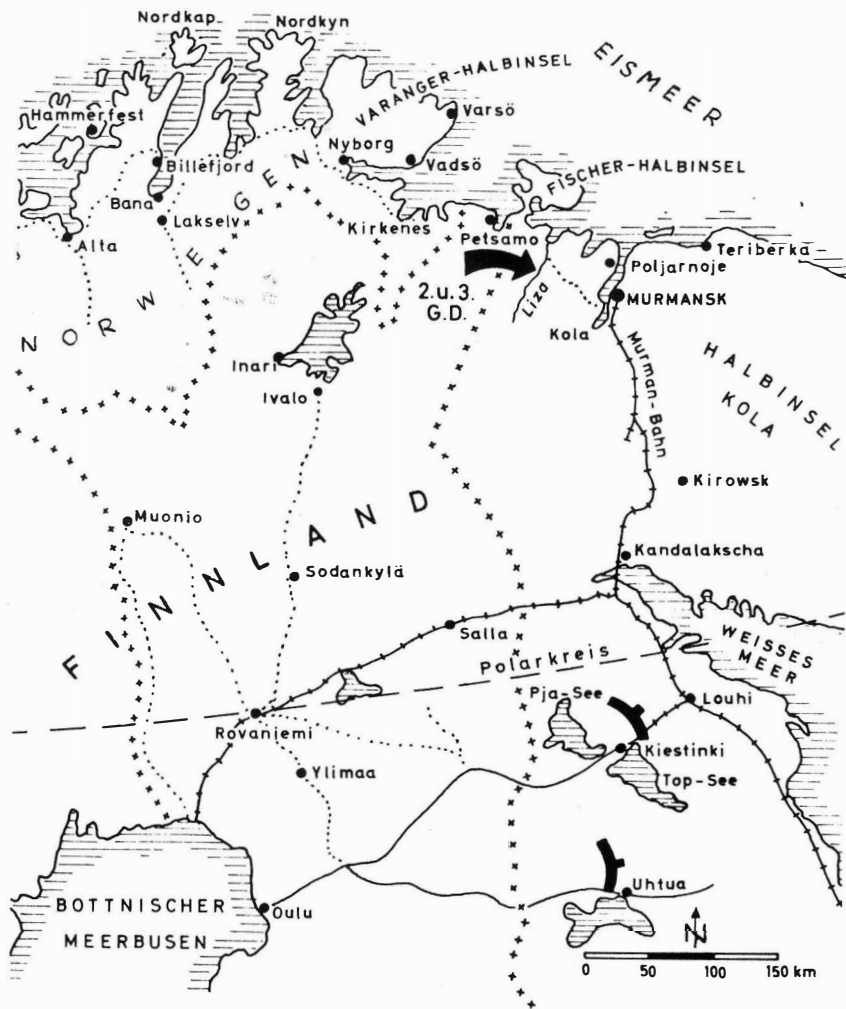 Nordkap
Nordkyn
EISMEER
VARANGER-HALBINSEL
Hammerfest
Varsö
Nyborg
Billefjord
Vadsö
FISCHER-HALBINSEL
Bana
Lakselv
Kirkenes
Petsamo
Alta
Teriberka
Poljarnoje
NORWEGEN
2.u.3.
G.D.
Liza
MURMANSK
Kola
Inari
Murman-Bahn
HALBINSEL
KOLA
Ivalo
Kirowsk
Muonio
FINNLAND
Kandalakscha
Sodankylä
Salla
WEISSES
MEER
Polarkreis
Louhi
Pja-See
Rovaniemi
Kiestinki
Ylimaa
Top-See
Uhtua
BOTTNISCHER
MEERBUSEN
Oulu
N
0 50 100 150 km